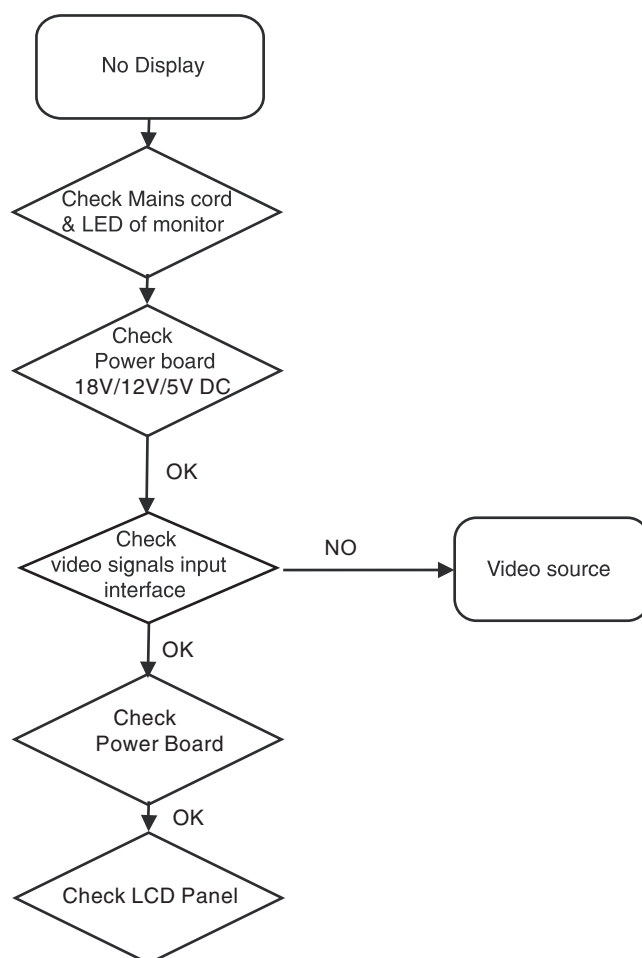 No Display
Check Mains cord
& LED of monitor
Check
Power board
18V/12V/5V DC
OK
Check
video signals input
interface
NO
Video source
OK
Check
Power Board
OK
Check LCD Panel